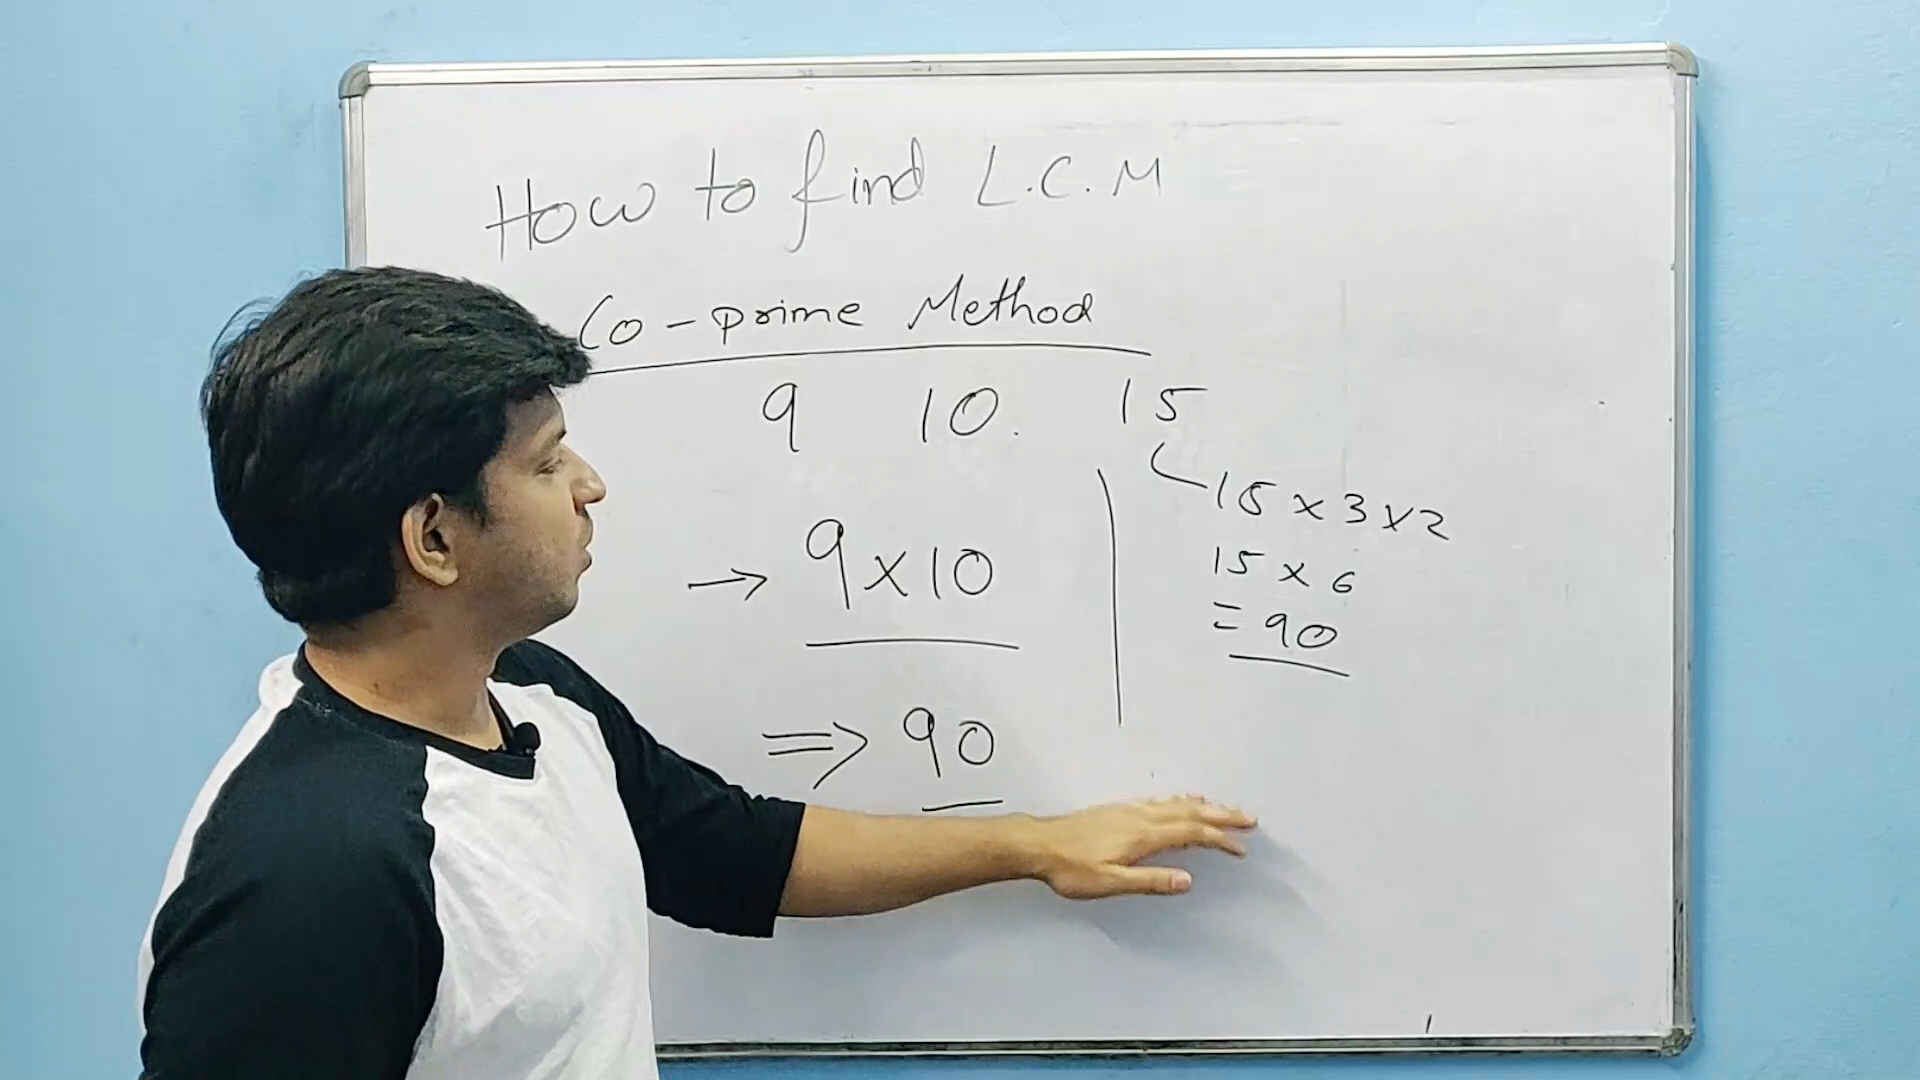 How to find L.C.M
Co-prime Method
9 10. 15
→ 9x10
⇒ 90
15 x 3 x 2
15 x 6
= 90